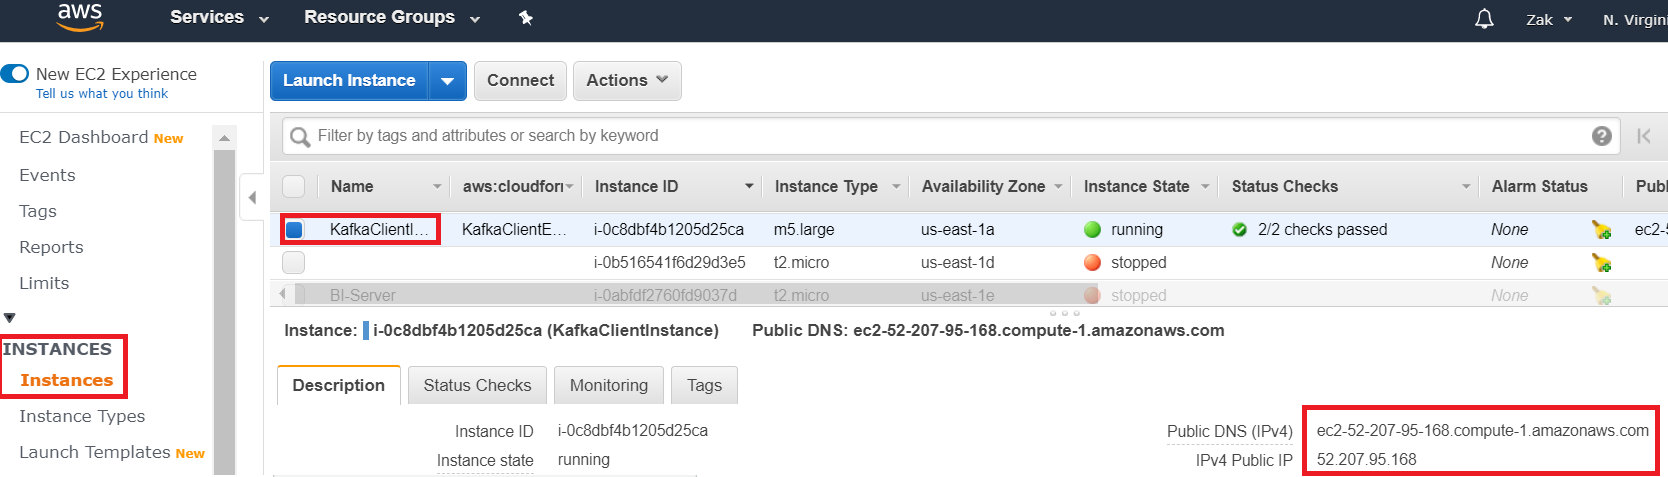 aws Services Resource Groups Zak N. Virgini
New EC2 Experience
Tell us what you think
EC2 Dashboard New
Events
Tags
Reports
Limits
INSTANCES
Instances
Instance Types
Launch Templates New
Launch Instance Connect Actions
Filter by tags and attributes or search by keyword
Name aws:cloudforn Instance ID Instance Type Availability Zone Instance State Status Checks Alarm Status Publ
KafkaClientI... KafkaClientE... i-0c8dbf4b1205d25ca m5.large us-east-1a running 2/2 checks passed None ec2-5
i-0b516541f6d29d3e5 t2.micro us-east-1d stopped None
BI-Server i-0abfdf2760fd9037d t2.micro us-east-1e stopped None
Instance: i-0c8dbf4b1205d25ca (KafkaClientInstance) Public DNS: ec2-52-207-95-168.compute-1.amazonaws.com
Description Status Checks Monitoring Tags
Instance ID i-0c8dbf4b1205d25ca Public DNS (IPv4) ec2-52-207-95-168.compute-1.amazonaws.com
Instance state running IPv4 Public IP 52.207.95.168